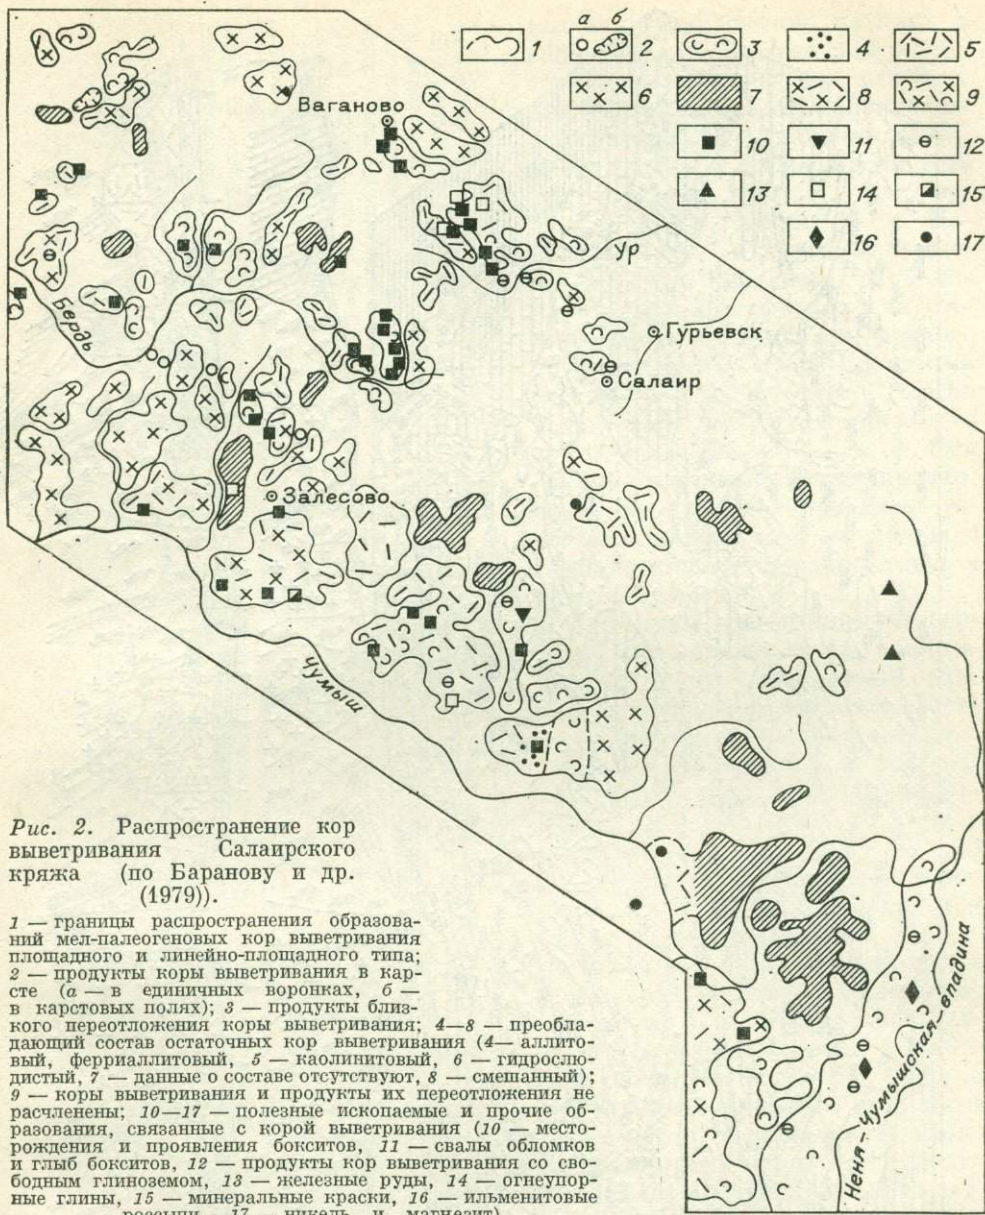 а б
1
2
3
4
5
6
7
8
9
10
11
12
13
14
15
16
17
Ваганово
Ур
Бердь
Гурьевск
Салаир
Залесово
Чумыш
Неня-Чумышская-впадина
Рис. 2. Распространение кор
выветривания Салаирского
кряжа (по Баранову и др.
(1979)).
1 — границы распространения образова-
ний мел-палеогеновых кор выветривания
площадного и линейно-площадного типа;
2 — продукты коры выветривания в кар-
сте (а — в единичных воронках, б —
в карстовых полях); 3 — продукты близ-
кого переотложения коры выветривания; 4—8 — преобла-
дающий состав остаточных кор выветривания (4— аллито-
вый, ферриаллитовый, 5 — каолинитовый, 6 — гидрослю-
дистый, 7 — данные о составе отсутствуют, 8 — смешанный);
9 — коры выветривания и продукты их переотложения не
расчленены; 10—17 — полезные ископаемые и прочие об-
разования, связанные с корой выветривания (10 — место-
рождения и проявления бокситов, 11 — свалы обломков
и глыб бокситов, 12 — продукты кор выветривания со сво-
бодным глиноземом, 13 — железные руды, 14 — огнеупор-
ные глины, 15 — минеральные краски, 16 — ильменитовые
россыпи, 17 — никель и магнезит)